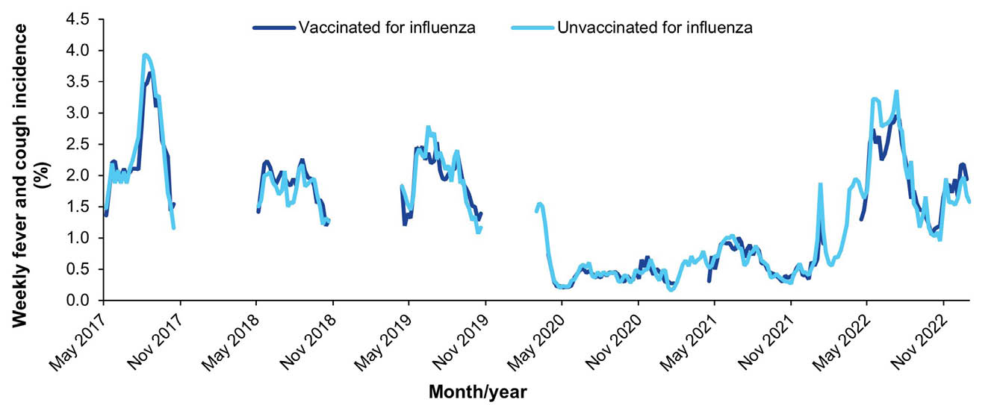 Vaccinated for influenza
Unvaccinated for influenza
Weekly fever and cough incidence
(%)
4.5
4.0
3.5
3.0
2.5
2.0
1.5
1.0
0.5
0.0
May 2017
Nov 2017
May 2018
Nov 2018
May 2019
Nov 2019
May 2020
Nov 2020
May 2021
Nov 2021
May 2022
Nov 2022
Month/year